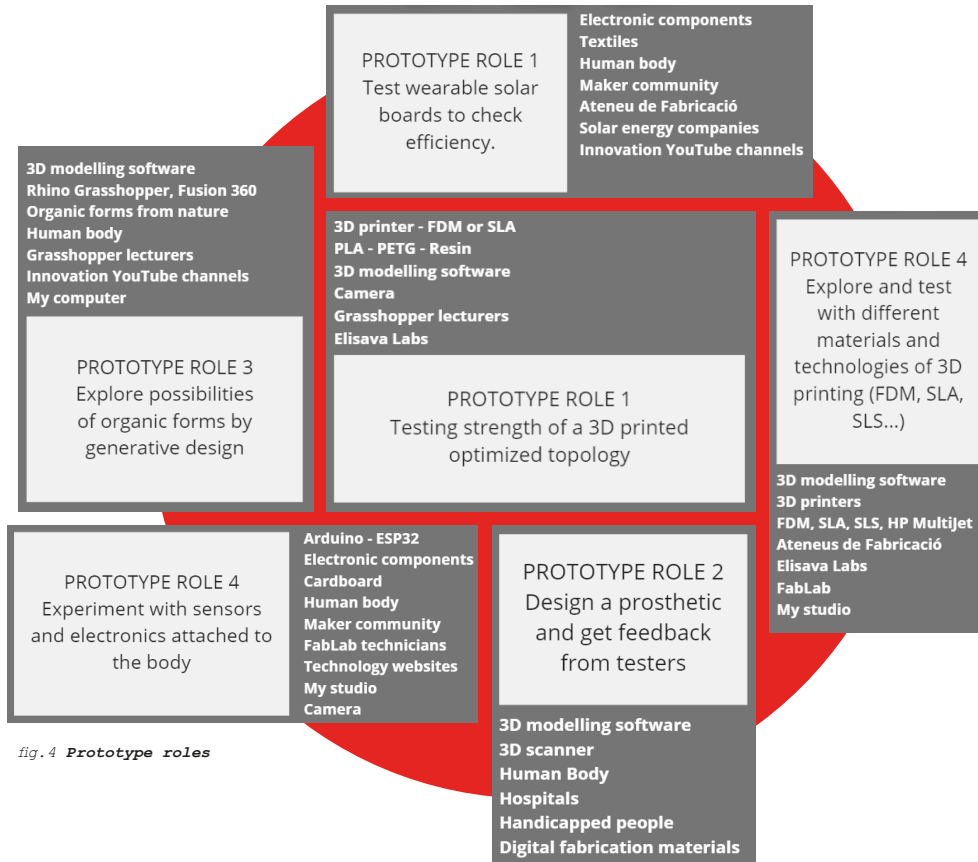 PROTOTYPE ROLE 1
Test wearable solar
boards to check
efficiency.
Electronic components
Textiles
Human body
Maker community
Ateneu de Fabricació
Solar energy companies
Innovation YouTube channels
3D modelling software
Rhino Grasshopper, Fusion 360
Organic forms from nature
Human body
Grasshopper lecturers
Innovation YouTube channels
My computer
PROTOTYPE ROLE 3
Explore possibilities
of organic forms by
generative design
3D printer - FDM or SLA
PLA - PETG - Resin
3D modelling software
Camera
Grasshopper lecturers
Elisava Labs
PROTOTYPE ROLE 1
Testing strength of a 3D printed
optimized topology
PROTOTYPE ROLE 4
Explore and test
with different
materials and
technologies of 3D
printing (FDM, SLA,
SLS...)
3D modelling software
3D printers
FDM, SLA, SLS, HP MultiJet
Ateneus de Fabricació
Elisava Labs
FabLab
My studio
PROTOTYPE ROLE 4
Experiment with sensors
and electronics attached to
the body
Arduino - ESP32
Electronic components
Cardboard
Human body
Maker community
FabLab technicians
Technology websites
My studio
Camera
PROTOTYPE ROLE 2
Design a prosthetic
and get feedback
from testers
3D modelling software
3D scanner
Human Body
Hospitals
Handicapped people
Digital fabrication materials
fig.4 Prototype roles